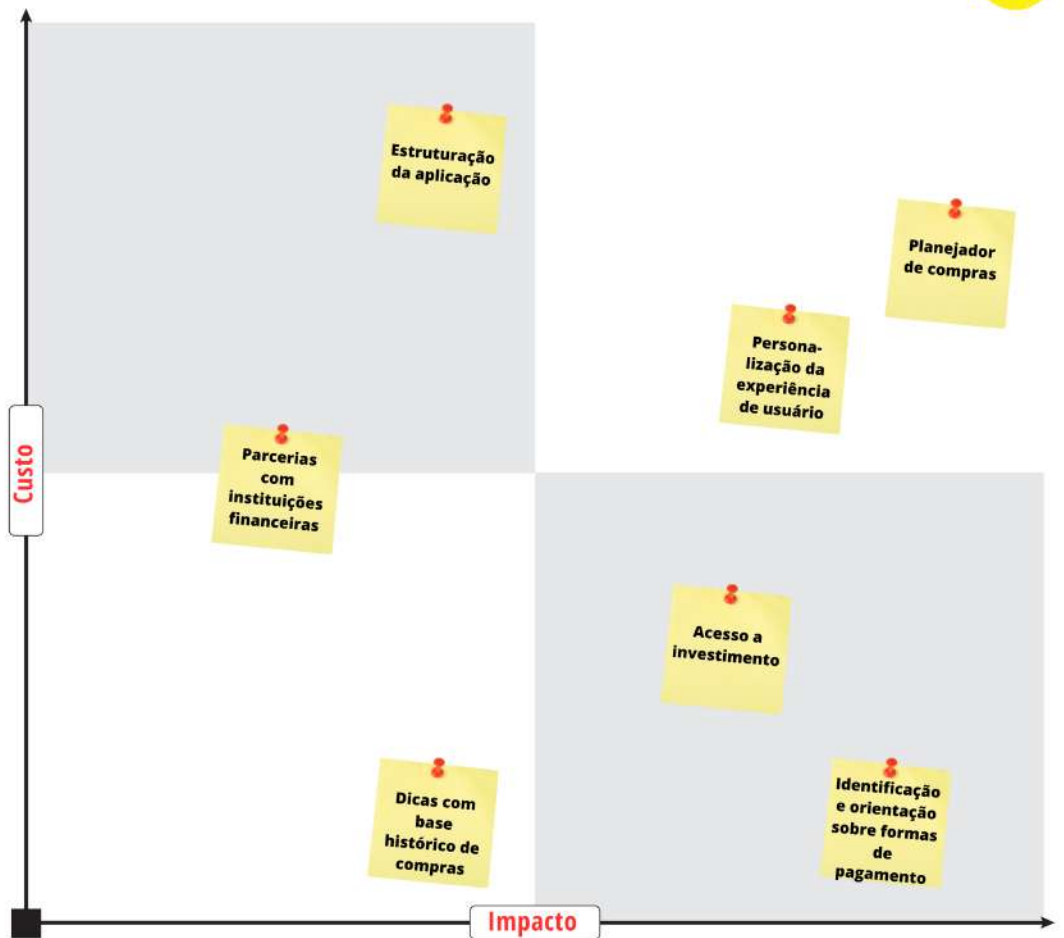 Estruturação
da aplicação
Planejador
de compras
Persona-
lização da
experiência
de usuário
Custo
Parcerias
com
instituições
financeiras
Acesso a
investimento
Dicas com
base
histórico de
compras
Identificação
e orientação
sobre formas
de
pagamento
Impacto